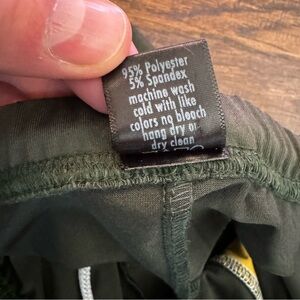 95% Polyester
5% Spandex
machine wash
cold with like
colors no bleach
hang dry or
dry clean